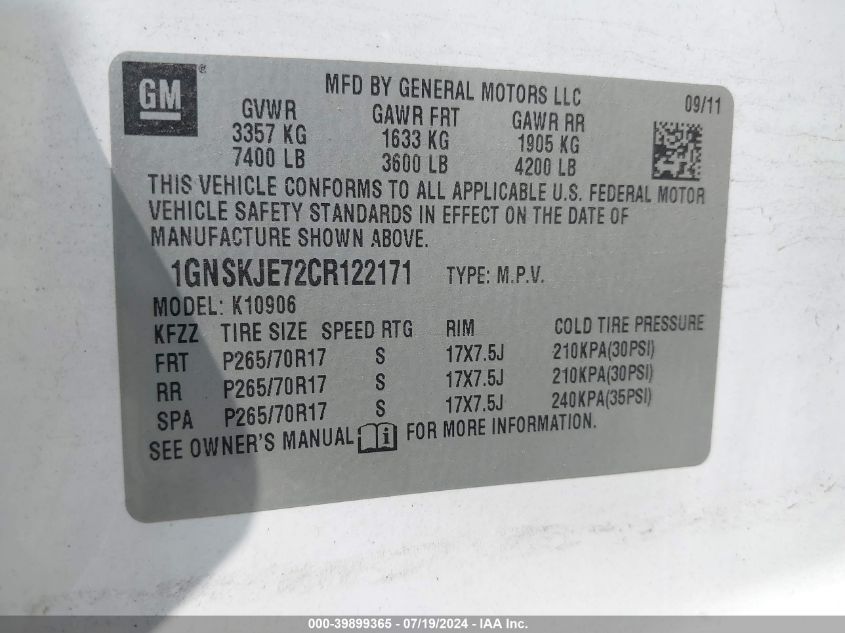 GM ®
MFD BY GENERAL MOTORS LLC 09/11
GVWR GAWR FRT GAWR RR
3357 KG 1633 KG 1905 KG
7400 LB 3600 LB 4200 LB
THIS VEHICLE CONFORMS TO ALL APPLICABLE U.S. FEDERAL MOTOR
VEHICLE SAFETY STANDARDS IN EFFECT ON THE DATE OF
MANUFACTURE SHOWN ABOVE.
1GNSKJE72CR122171 TYPE: M.P.V.
MODEL: K10906
KFZZ TIRE SIZE SPEED RTG RIM COLD TIRE PRESSURE
FRT P265/70R17 S 17X7.5J 210KPA(30PSI)
RR P265/70R17 S 17X7.5J 210KPA(30PSI)
SPA P265/70R17 S 17X7.5J 240KPA(35PSI)
SEE OWNER'S MANUAL i FOR MORE INFORMATION.
000-39899365 - 07/19/2024 - IAA Inc.